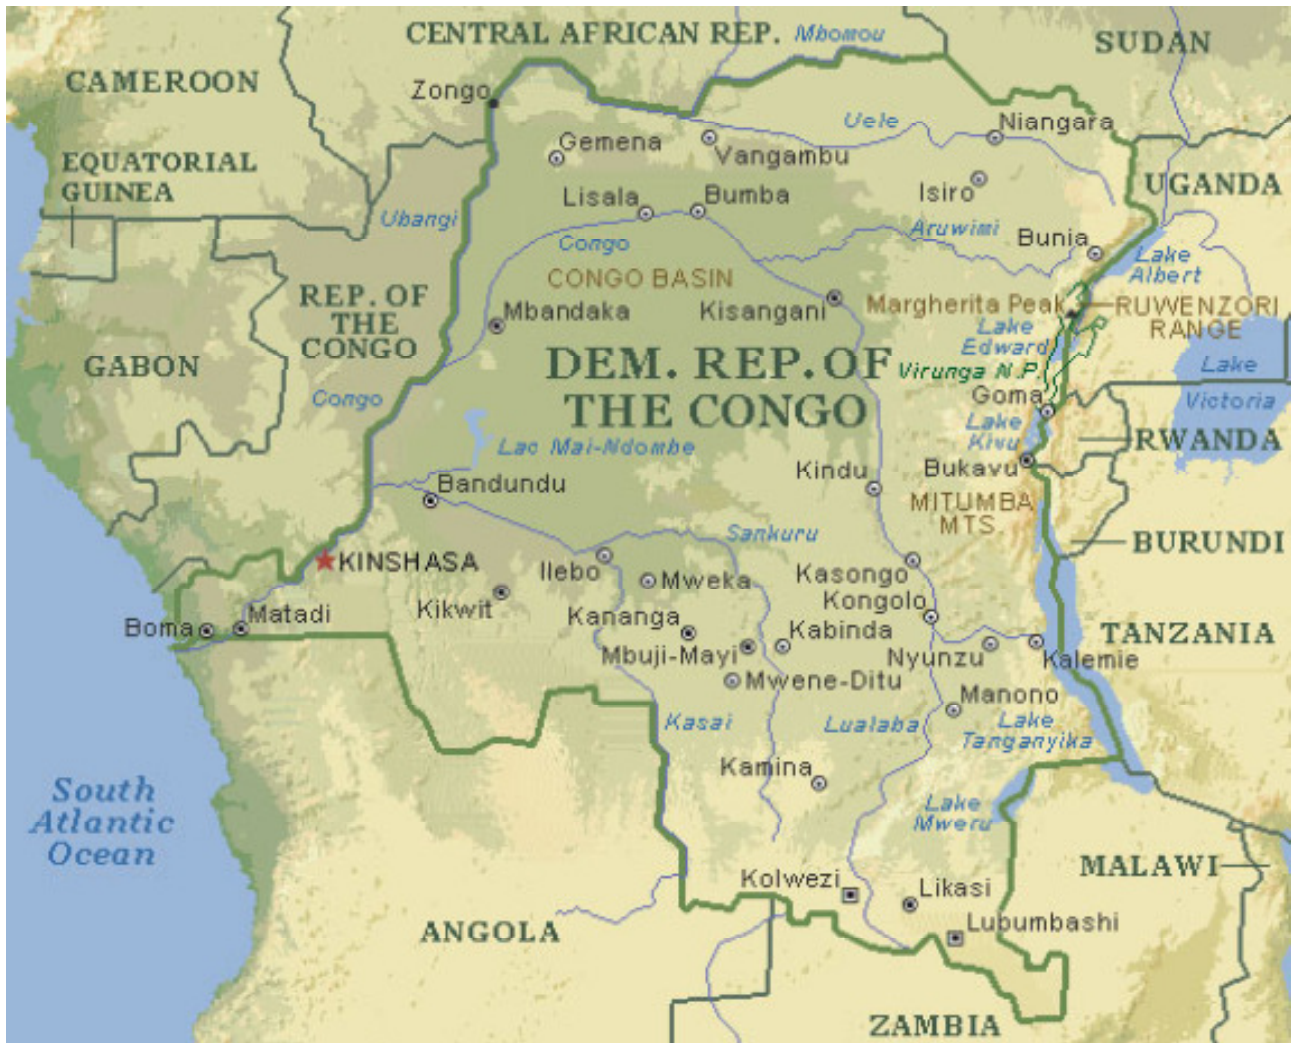 CENTRAL AFRICAN REP.
Mbomou
SUDAN
CAMEROON
Zongo
Uele
Niangara
Gemena
Vangambu
EQUATORIAL
GUINEA
Isiro
UGANDA
Lisala
Bumba
Ubangi
Aruwimi
Congo
Bunia
Lake
Albert
CONGO BASIN
REP. OF
THE
CONGO
Mbandaka
Kisangani
Margherita Peak
RUWENZORI
RANGE
Lake
Edward
GABON
DEM. REP. OF
THE CONGO
Virunga N.P.
Lake
Victoria
Congo
Goma
Lake
Kivu
RWANDA
Lac Mai-Ndombe
Bandundu
Kindu
Bukavu
MITUMBA
MTS.
Sankuru
BURUNDI
KINSHASA
Ilebo
Mweka
Kasongo
Kikwit
Kananga
Kongolo
Boma
Matadi
Kabinda
TANZANIA
Mbuji-Mayi
Nyunzu
Kalemie
Mwene-Ditu
Manono
Kasai
Lualaba
Lake
Tanganyika
Kamina
South
Atlantic
Ocean
Lake
Mweru
MALAWI
Kolwezi
Likasi
Lubumbashi
ANGOLA
ZAMBIA